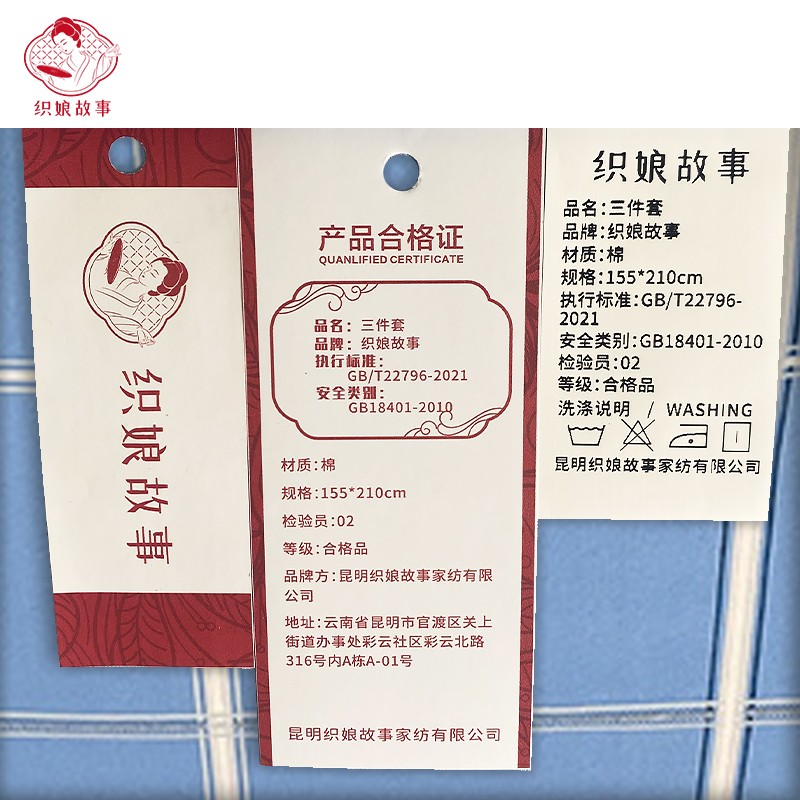 织娘故事
织娘故事
产品合格证
QUANLIFIED CERTIFICATE
品名：三件套
品牌：织娘故事
执行标准：
GB/T22796-2021
安全类别：
GB18401-2010
材质：棉
规格：155*210cm
检验员：02
等级：合格品
品牌方：昆明织娘故事家纺有限
公司
地址：云南省昆明市官渡区关上
街道办事处彩云社区彩云北路
316号内A栋A-01号
昆明织娘故事家纺有限公司
织娘故事
品名：三件套
品牌：织娘故事
材质：棉
规格：155*210cm
执行标准：GB/T22796-
2021
安全类别：GB18401-2010
检验员：02
等级：合格品
洗涤说明 / WASHING
昆明织娘故事家纺有限公司